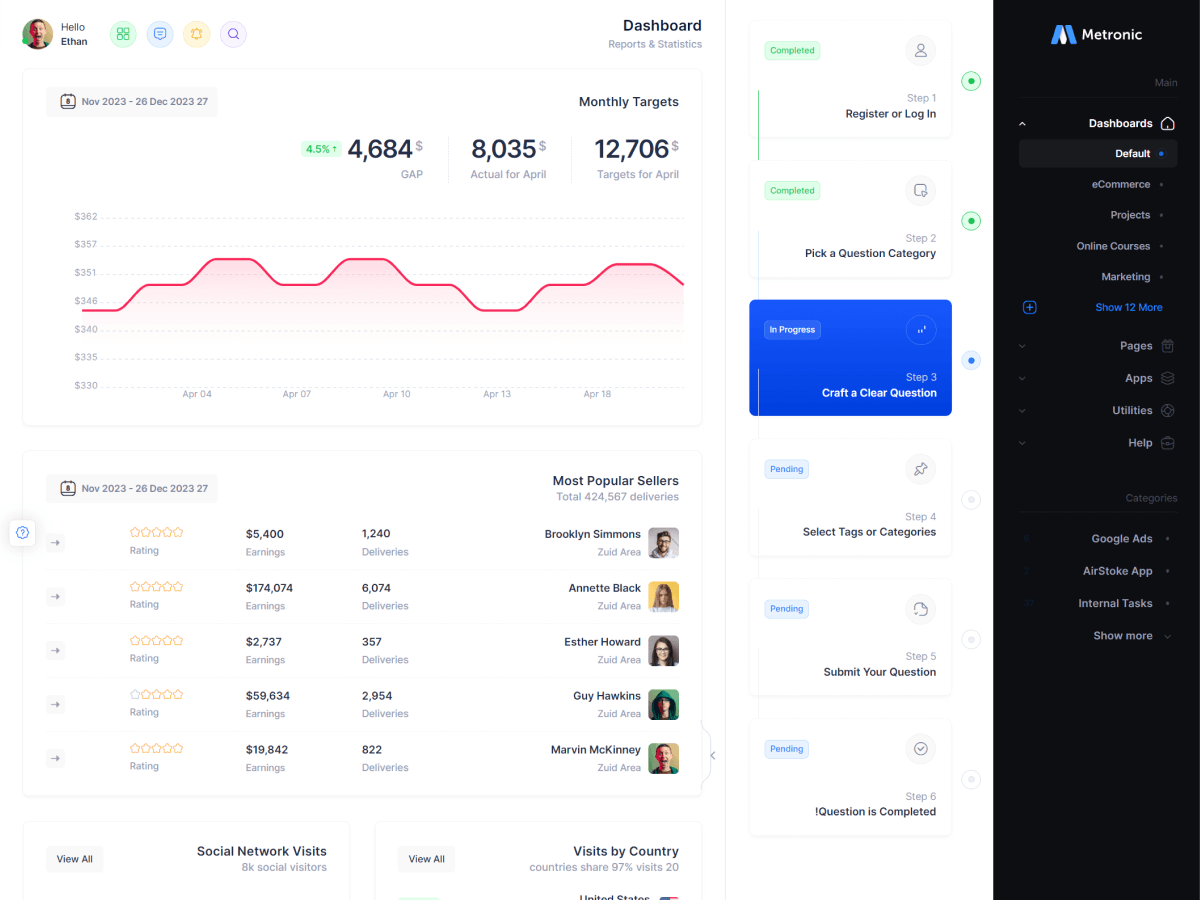 Hello
Ethan
Dashboard
Reports & Statistics
Nov 2023 - 26 Dec 2023 27
Monthly Targets
4.5% ↑
4,684 $
GAP
8,035 $
Actual for April
12,706 $
Targets for April
$362
$357
$351
$346
$340
$335
$330
Apr 04
Apr 07
Apr 10
Apr 13
Apr 18
Nov 2023 - 26 Dec 2023 27
Most Popular Sellers
Total 424,567 deliveries
Rating
$5,400
Earnings
1,240
Deliveries
Brooklyn Simmons
Zuid Area
Rating
$174,074
Earnings
6,074
Deliveries
Annette Black
Zuid Area
Rating
$2,737
Earnings
357
Deliveries
Esther Howard
Zuid Area
Rating
$59,634
Earnings
2,954
Deliveries
Guy Hawkins
Zuid Area
Rating
$19,842
Earnings
822
Deliveries
Marvin McKinney
Zuid Area
View All
Social Network Visits
8k social visitors
View All
Visits by Country
countries share 97% visits 20
United States
Completed
Step 1
Register or Log In
Completed
Step 2
Pick a Question Category
In Progress
Step 3
Craft a Clear Question
Pending
Step 4
Select Tags or Categories
Pending
Step 5
Submit Your Question
Pending
Step 6
!Question is Completed
Metronic
Main
Dashboards
Default
eCommerce
Projects
Online Courses
Marketing
Show 12 More
Pages
Apps
Utilities
Help
Categories
Google Ads
AirStoke App
Internal Tasks
Show more